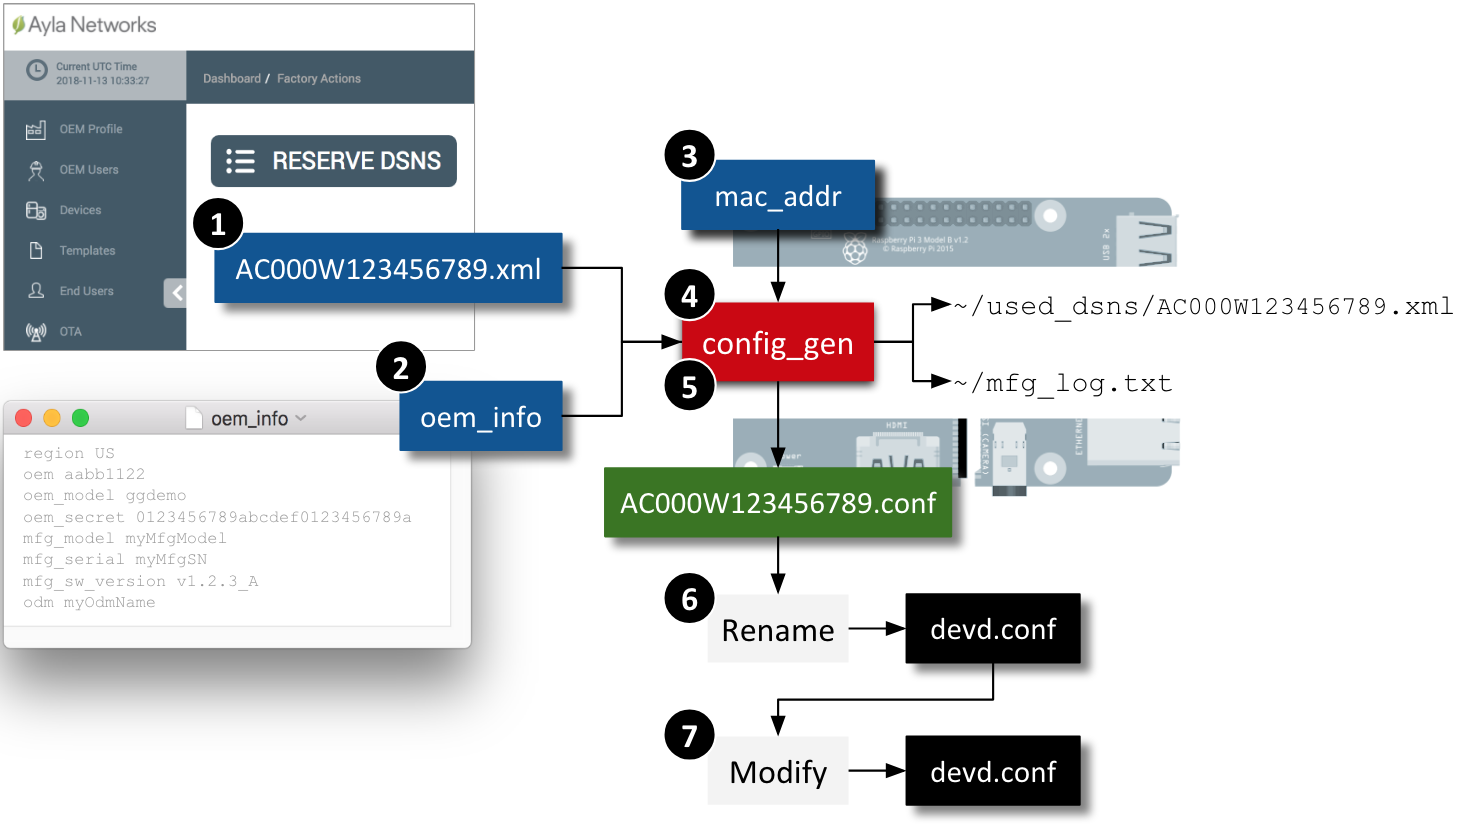 Ayla Networks
Current UTC Time
2018-11-13 10:33:27
Dashboard / Factory Actions
OEM Profile
OEM Users
Devices
Templates
End Users
OTA
RESERVE DSNS
1
AC000W123456789.xml
2
oem_info
oem_info
region US
oem aabb1122
oem_model ggdemo
oem_secret 0123456789abcdef0123456789a
mfg_model myMfgModel
mfg_serial myMfgSN
mfg_sw_version v1.2.3_A
odm myOdmName
3
mac_addr
Raspberry Pi 3 Model B v1.2
© Raspberry Pi 2015
USB 2x
4
config_gen
5
~/used_dsns/AC000W123456789.xml
~/mfg_log.txt
HDMI
(CAMERA)
ETHERNE
AC000W123456789.conf
6
Rename
devd.conf
7
Modify
devd.conf